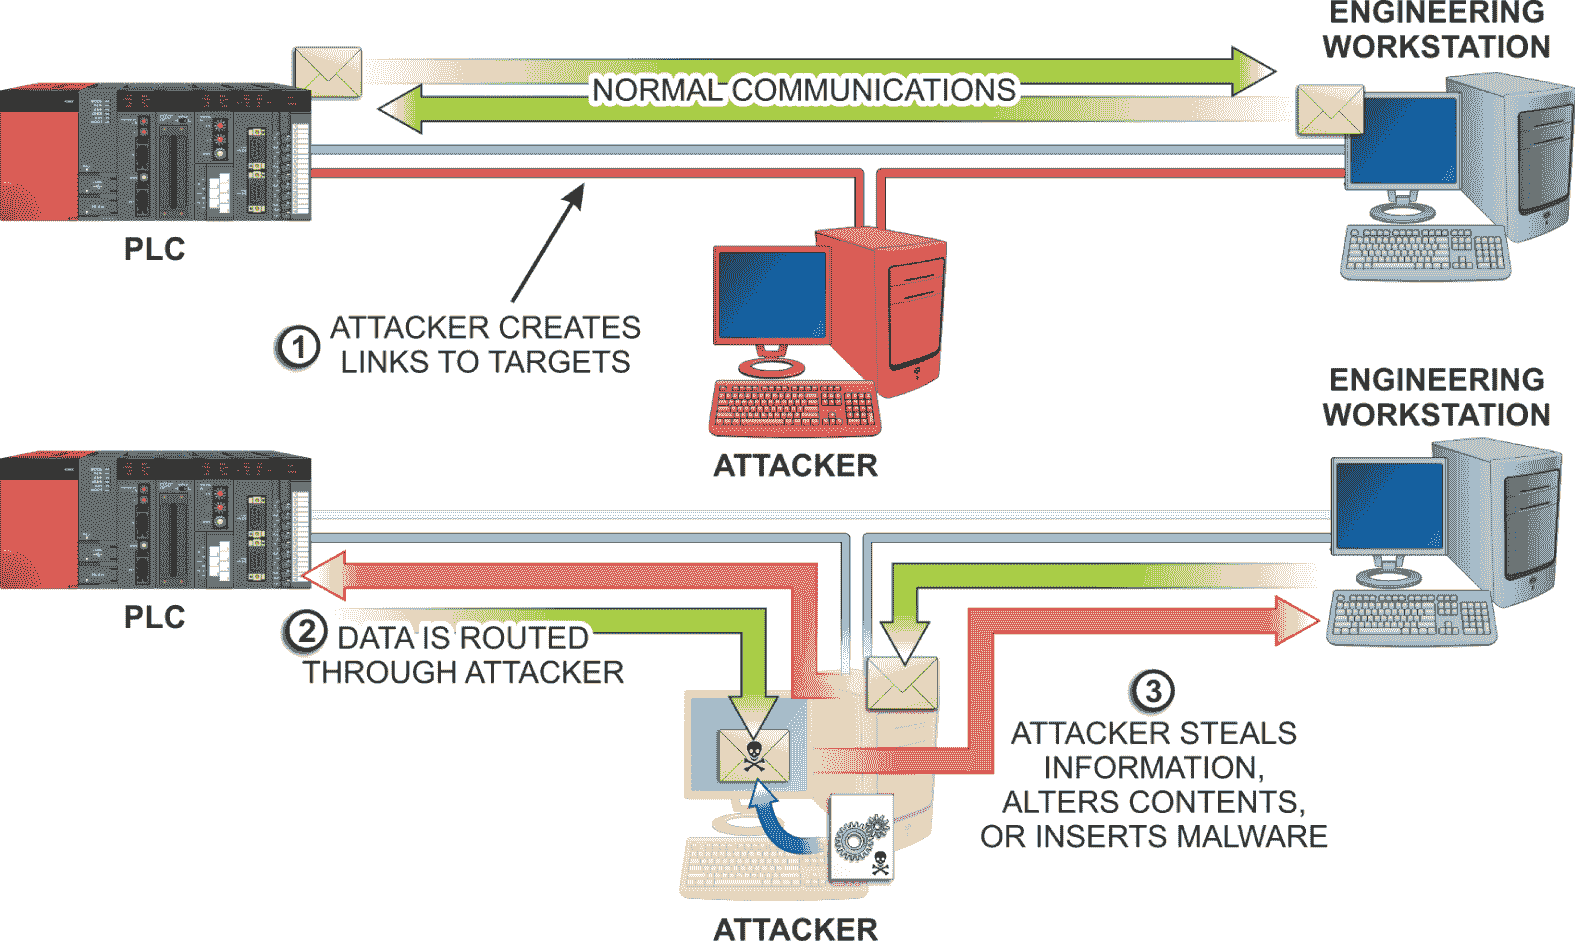 ENGINEERING
WORKSTATION
NORMAL COMMUNICATIONS
PLC
1
ATTACKER CREATES
LINKS TO TARGETS
ATTACKER
ENGINEERING
WORKSTATION
PLC
2
DATA IS ROUTED
THROUGH ATTACKER
3
ATTACKER STEALS
INFORMATION,
ALTERS CONTENTS,
OR INSERTS MALWARE
ATTACKER